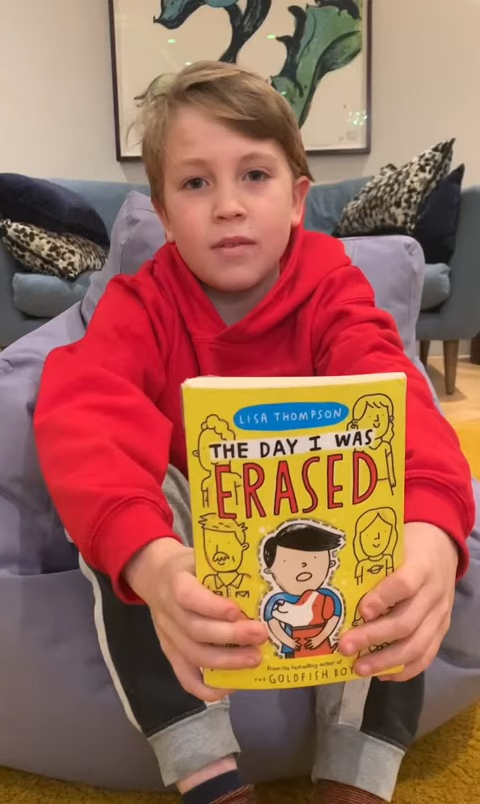 LISA THOMPSON
THE DAY I WAS
ERASED
From the bestselling author of
THE GOLDFISH BOY